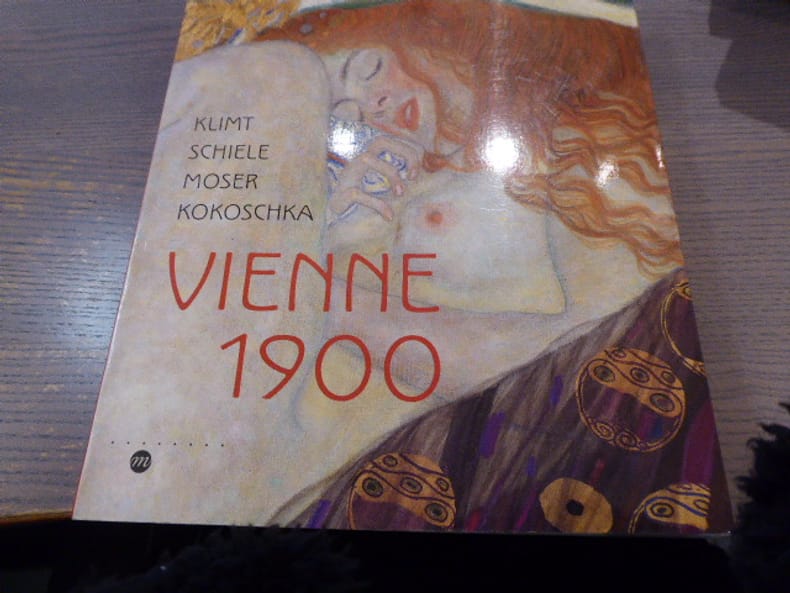 KLIMT
SCHIELE
MOSER
KOKOSCHKA
VIENNE
1900
m